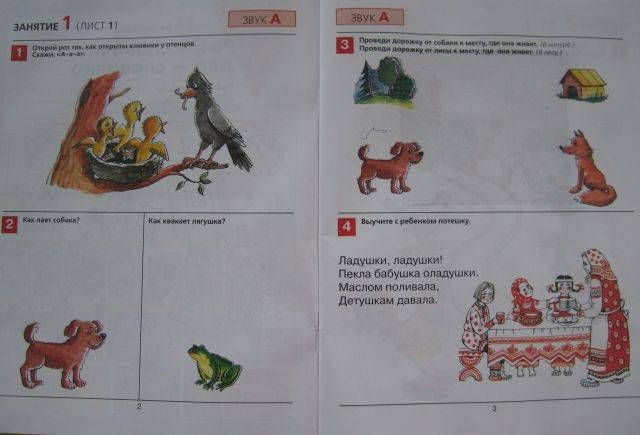 ЗАНЯТИЕ 1 (ЛИСТ 1)
ЗВУК А
1
Открой рот так, как открыты клювики у птенцов.
Скажи: «А-а-а».
2
Как лает собака?
Как квакает лягушка?
2
ЗВУК А
3
Проведи дорожку от собаки к месту, где она живет. (В конуре.)
Проведи дорожку от лисы к месту, где она живет. (В лесу.)
4
Выучите с ребенком потешку.
Ладушки, ладушки!
Пекла бабушка оладушки.
Маслом поливала,
Детушкам давала.
3